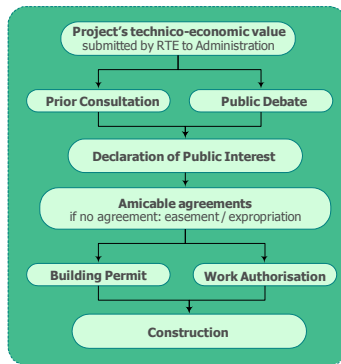 Project's technico-economic value
submitted by RTE to Administration
Prior Consultation
Public Debate
Declaration of Public Interest
Amicable agreements
if no agreement: easement / expropriation
Building Permit
Work Authorisation
Construction